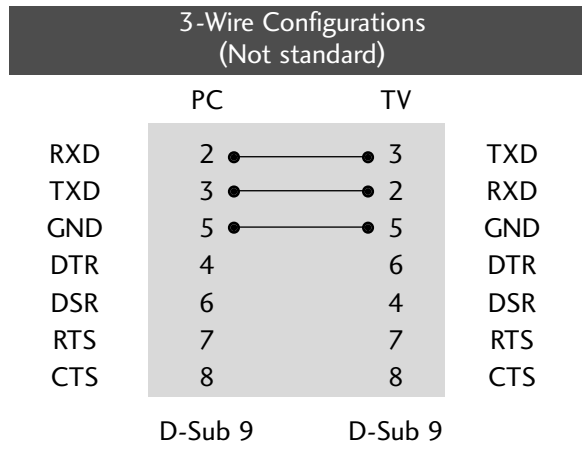 3-Wire Configurations
(Not standard)
PC TV
RXD 2 3 TXD
TXD 3 2 RXD
GND 5 5 GND
DTR 4 6 DTR
DSR 6 4 DSR
RTS 7 7 RTS
CTS 8 8 CTS
D-Sub 9 D-Sub 9